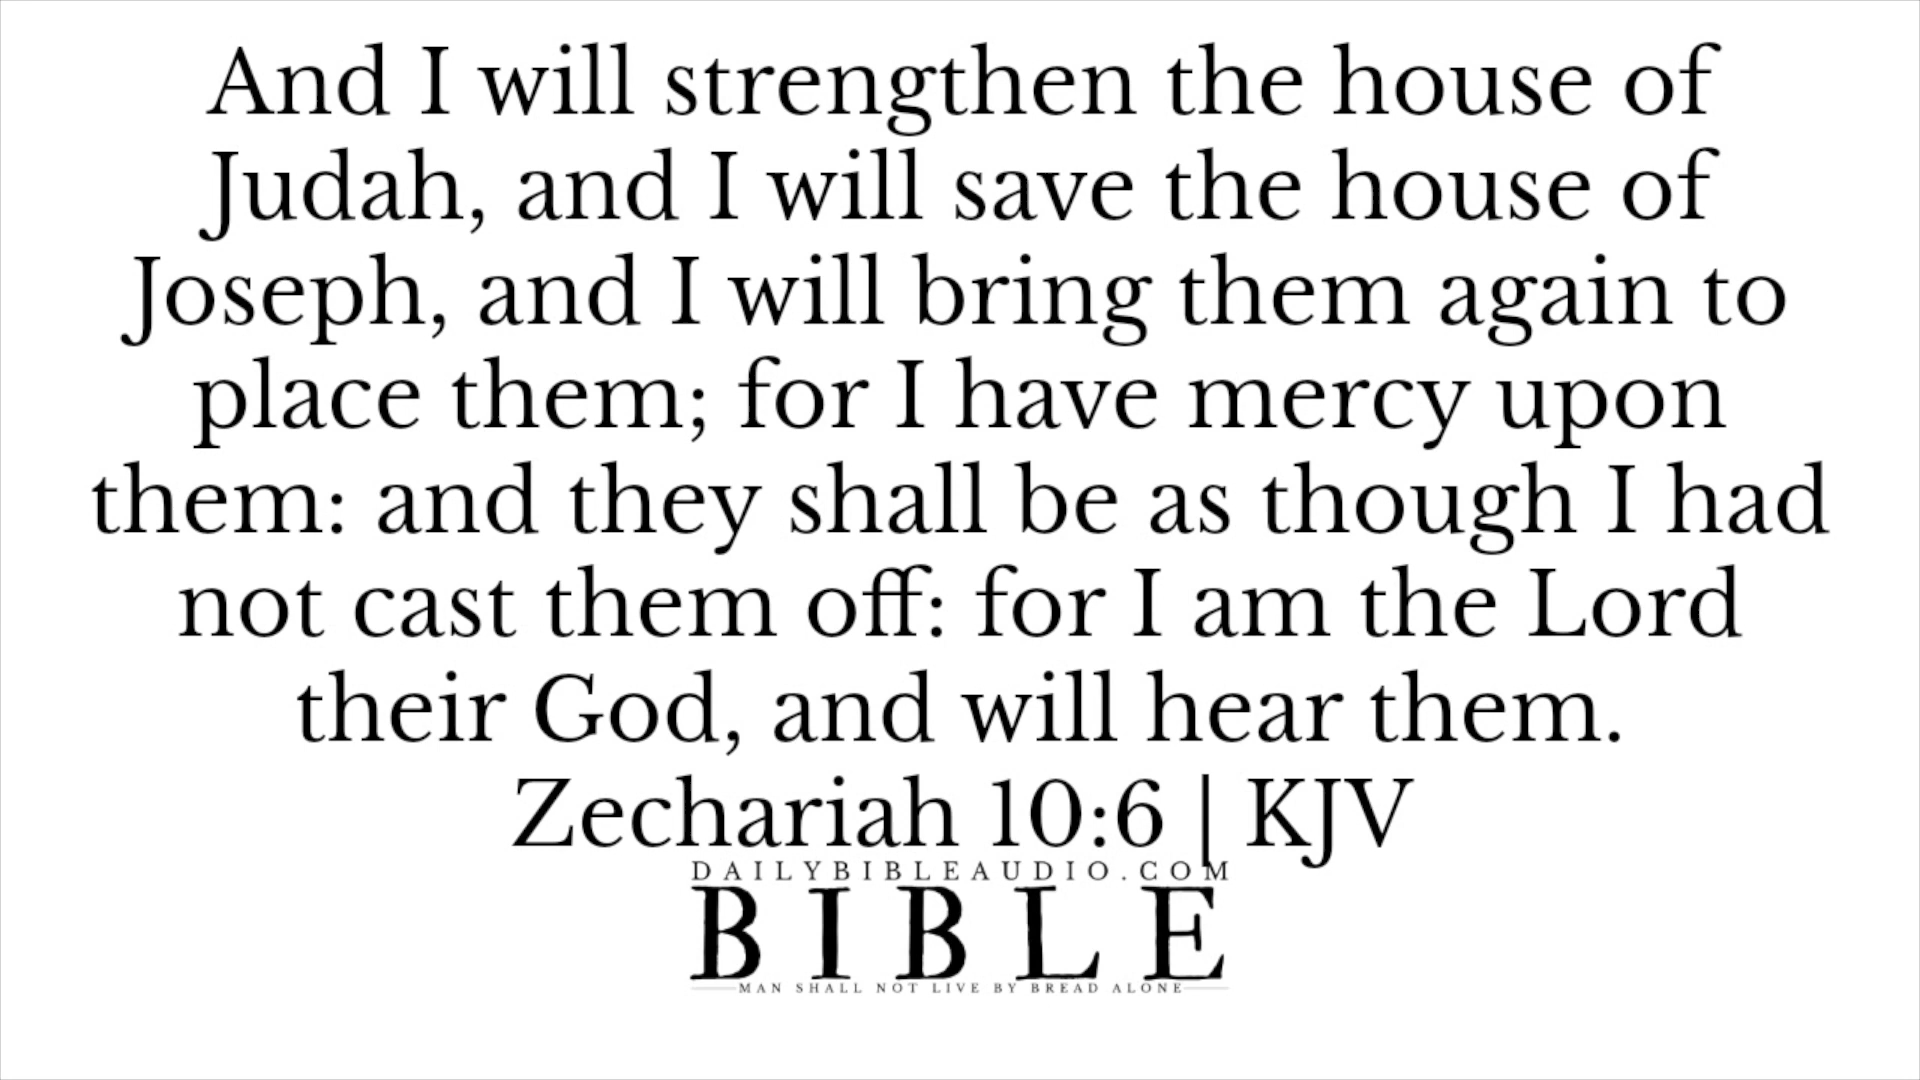 And I will strengthen the house of
Judah, and I will save the house of
Joseph, and I will bring them again to
place them; for I have mercy upon
them: and they shall be as though I had
not cast them off: for I am the Lord
their God, and will hear them.
Zechariah 10:6 | KJV
DAILYBIBLEAUDIO.COM
BIBLE
MAN SHALL NOT LIVE BY BREAD ALONE